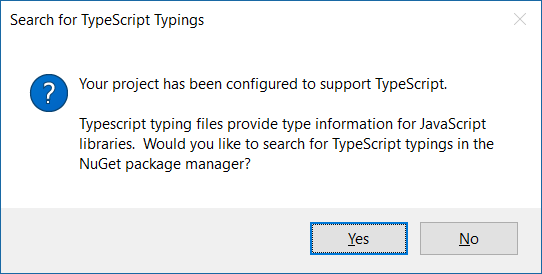 Search for TypeScript Typings
Your project has been configured to support TypeScript.
Typescript typing files provide type information for JavaScript
libraries.  Would you like to search for TypeScript typings in the
NuGet package manager?
Yes
No